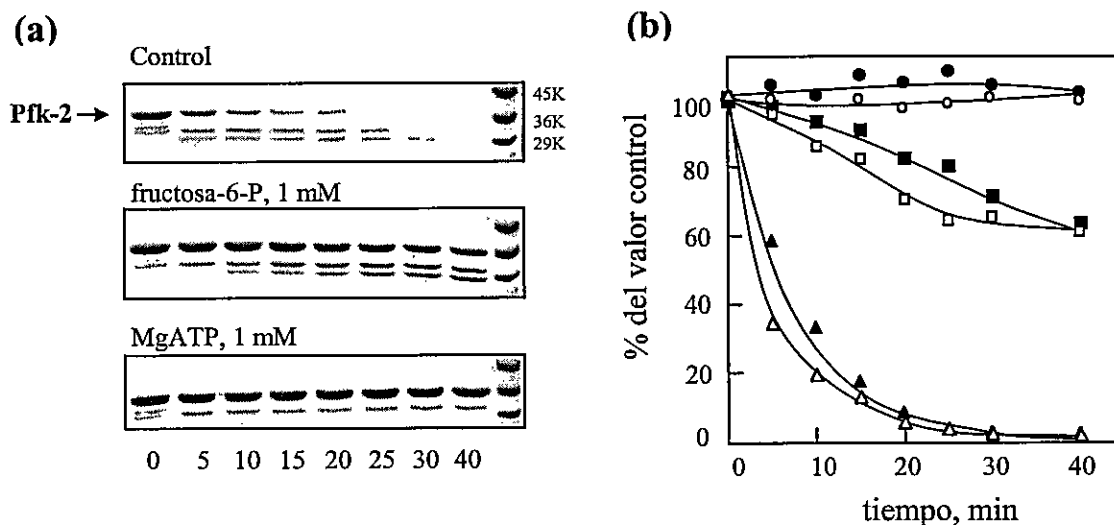 (a)
Control
Pfk-2
45K
36K
29K
fructosa-6-P, 1 mM
MgATP, 1 mM
0 5 10 15 20 25 30 40
(b)
% del valor control
100
80
60
40
20
0
0 10 20 30 40
tiempo, min